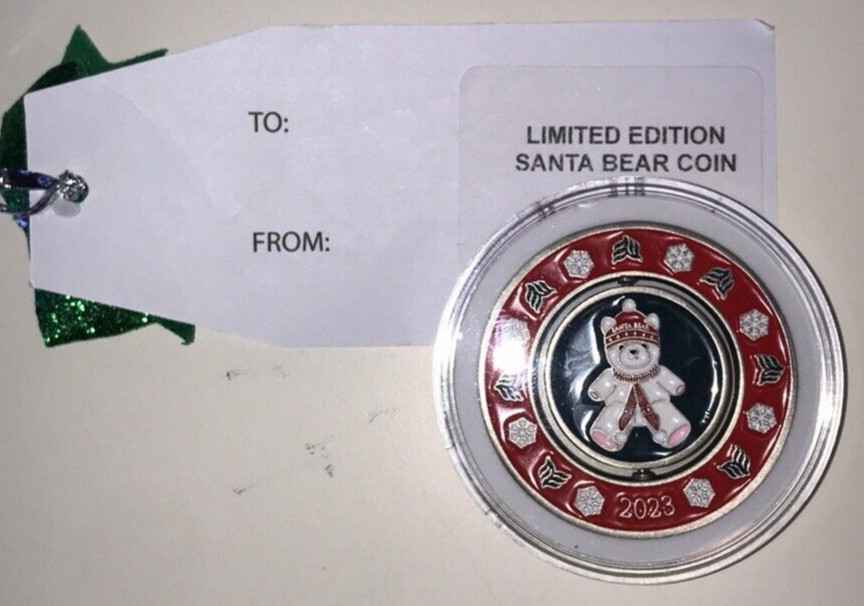 TO:
FROM:
LIMITED EDITION
SANTA BEAR COIN
SANTA BEAR
2023